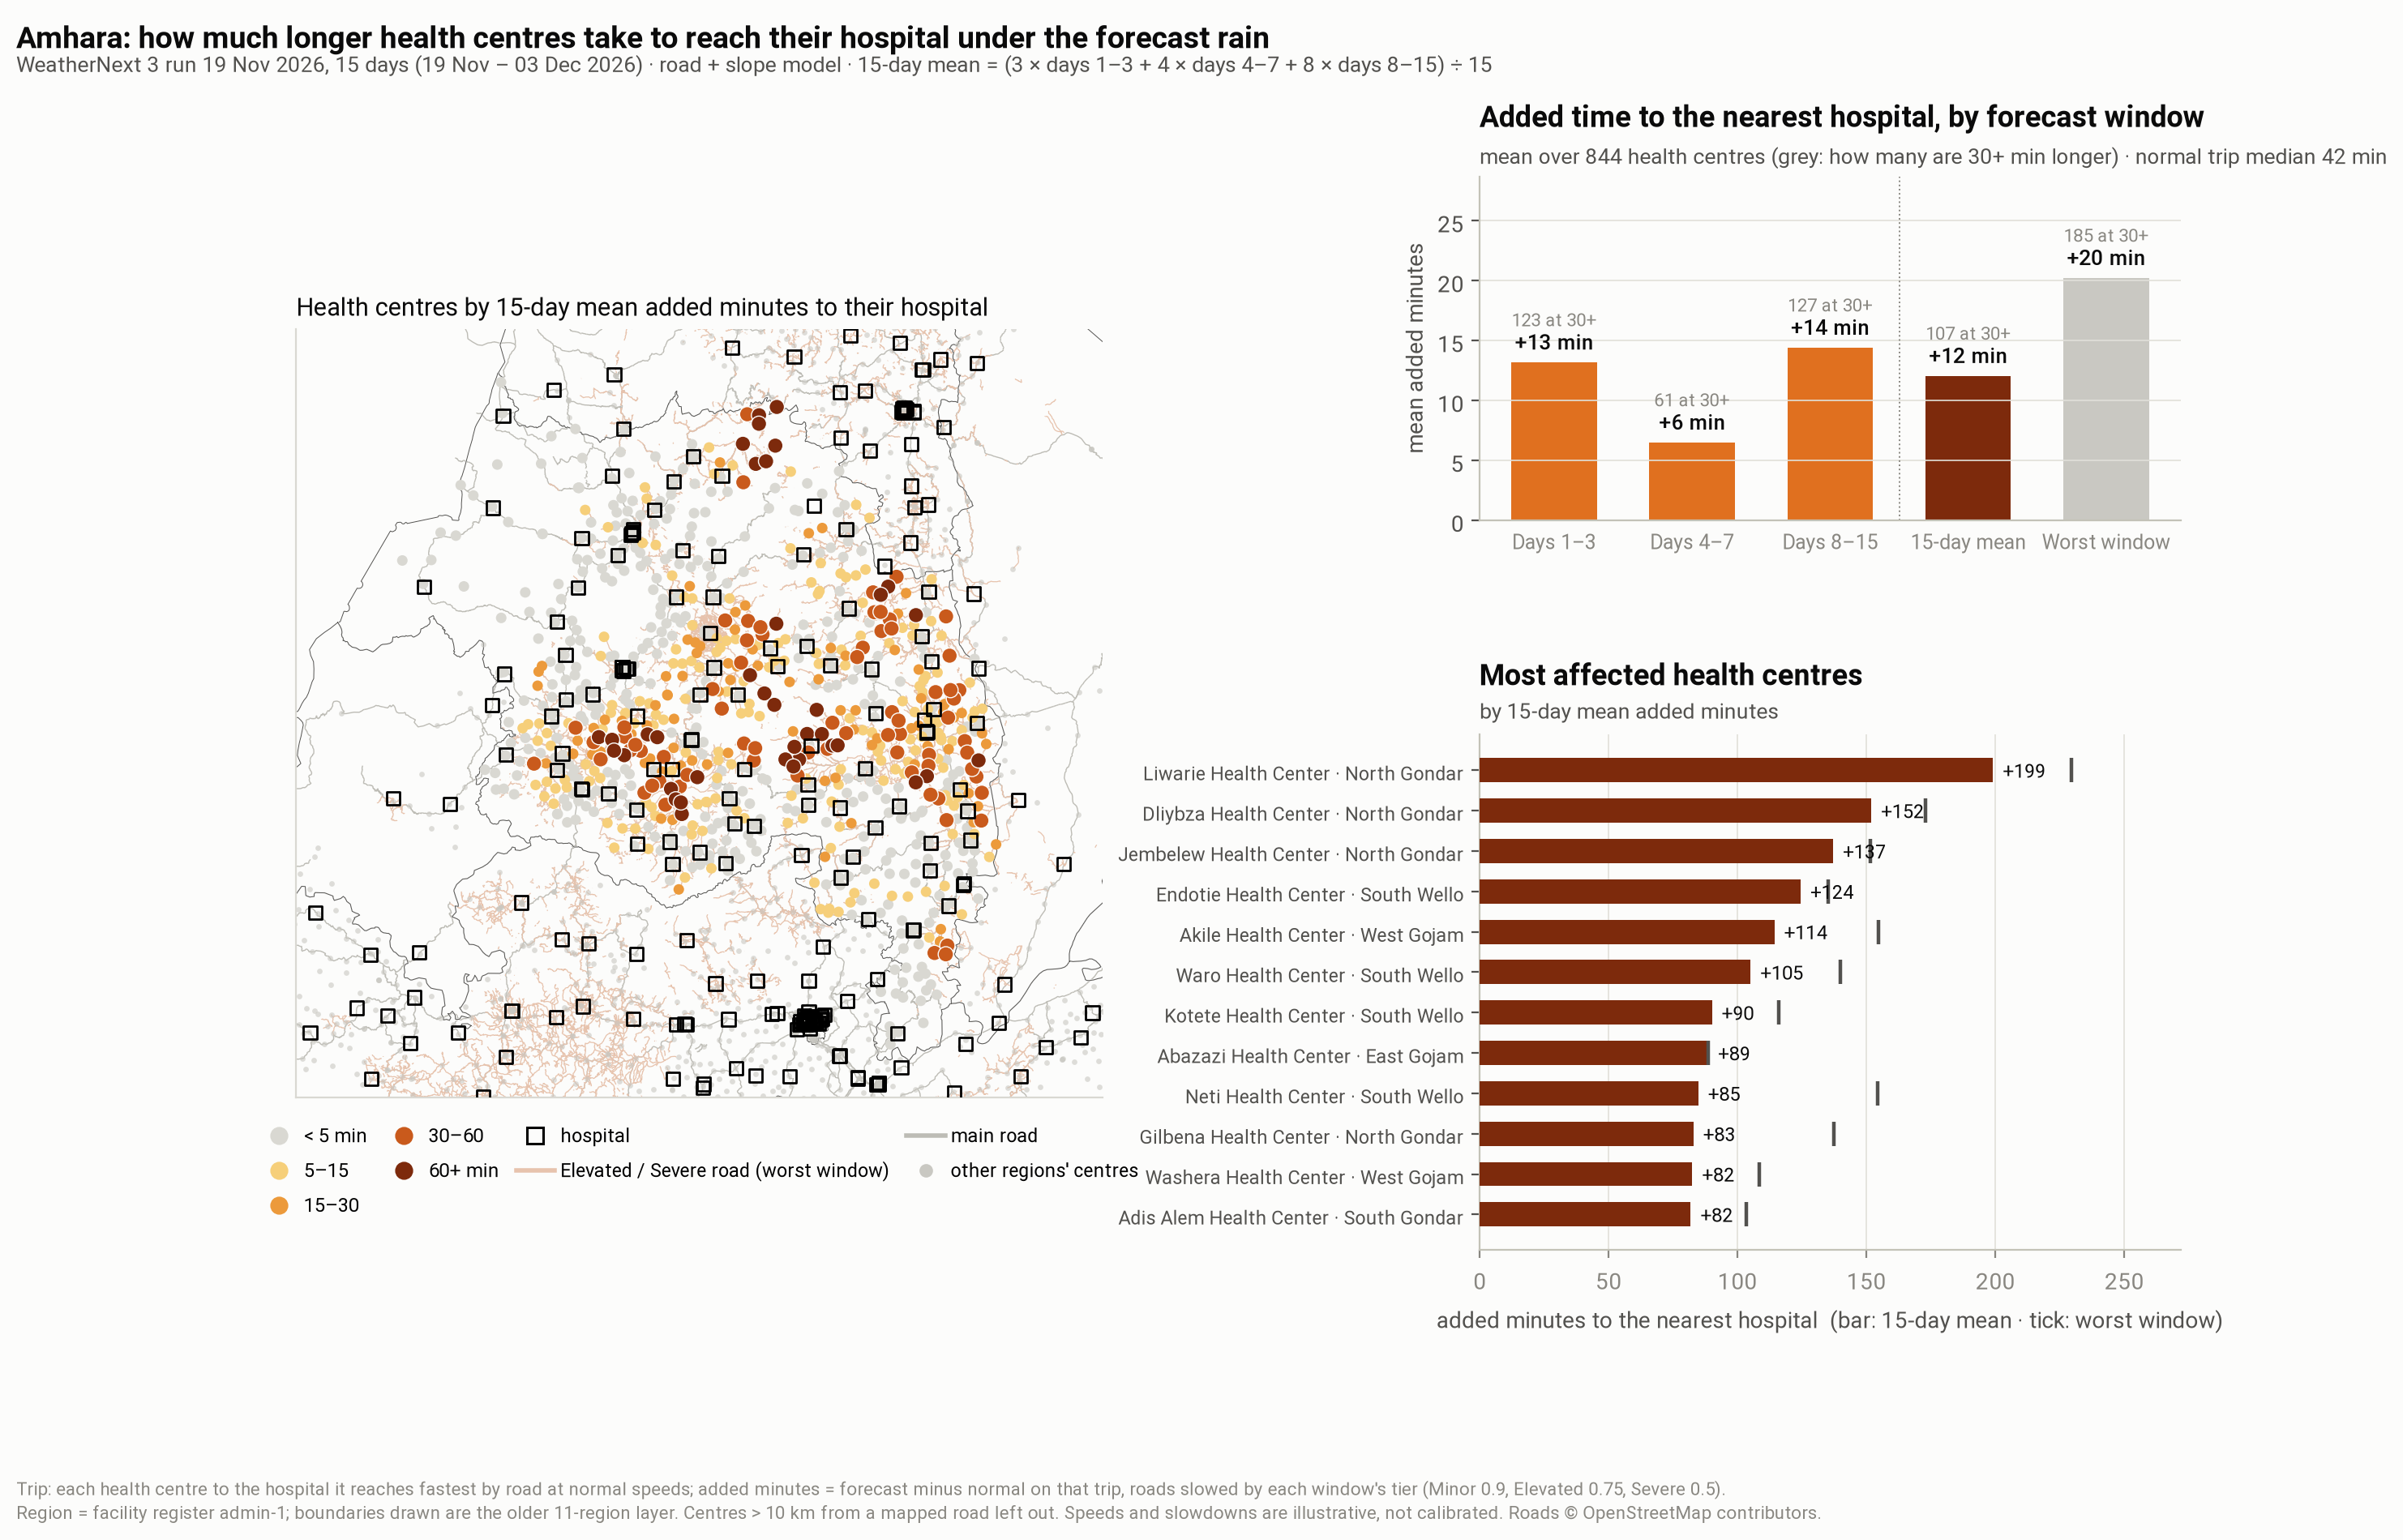 Amhara: how much longer health centres take to reach their hospital under the forecast rain
WeatherNext 3 run 19 Nov 2026, 15 days (19 Nov – 03 Dec 2026) · road + slope model · 15-day mean = (3 × days 1–3 + 4 × days 4–7 + 8 × days 8–15) ÷ 15
Health centres by 15-day mean added minutes to their hospital
< 5 min
5–15
15–30
30–60
60+ min
hospital
Elevated / Severe road (worst window)
main road
other regions' centres
Added time to the nearest hospital, by forecast window
mean over 844 health centres (grey: how many are 30+ min longer) · normal trip median 42 min
mean added minutes
25
20
15
10
5
0
123 at 30+
+13 min
61 at 30+
+6 min
127 at 30+
+14 min
107 at 30+
+12 min
185 at 30+
+20 min
Days 1–3
Days 4–7
Days 8–15
15-day mean
Worst window
Most affected health centres
by 15-day mean added minutes
Liwarie Health Center · North Gondar +199
Dliybza Health Center · North Gondar +152
Jembelew Health Center · North Gondar +137
Endotie Health Center · South Wello +124
Akile Health Center · West Gojam +114
Waro Health Center · South Wello +105
Kotete Health Center · South Wello +90
Abazazi Health Center · East Gojam +89
Neti Health Center · South Wello +85
Gilbena Health Center · North Gondar +83
Washera Health Center · West Gojam +82
Adis Alem Health Center · South Gondar +82
0 50 100 150 200 250
added minutes to the nearest hospital (bar: 15-day mean · tick: worst window)
Trip: each health centre to the hospital it reaches fastest by road at normal speeds; added minutes = forecast minus normal on that trip, roads slowed by each window's tier (Minor 0.9, Elevated 0.75, Severe 0.5).
Region = facility register admin-1; boundaries drawn are the older 11-region layer. Centres > 10 km from a mapped road left out. Speeds and slowdowns are illustrative, not calibrated. Roads © OpenStreetMap contributors.